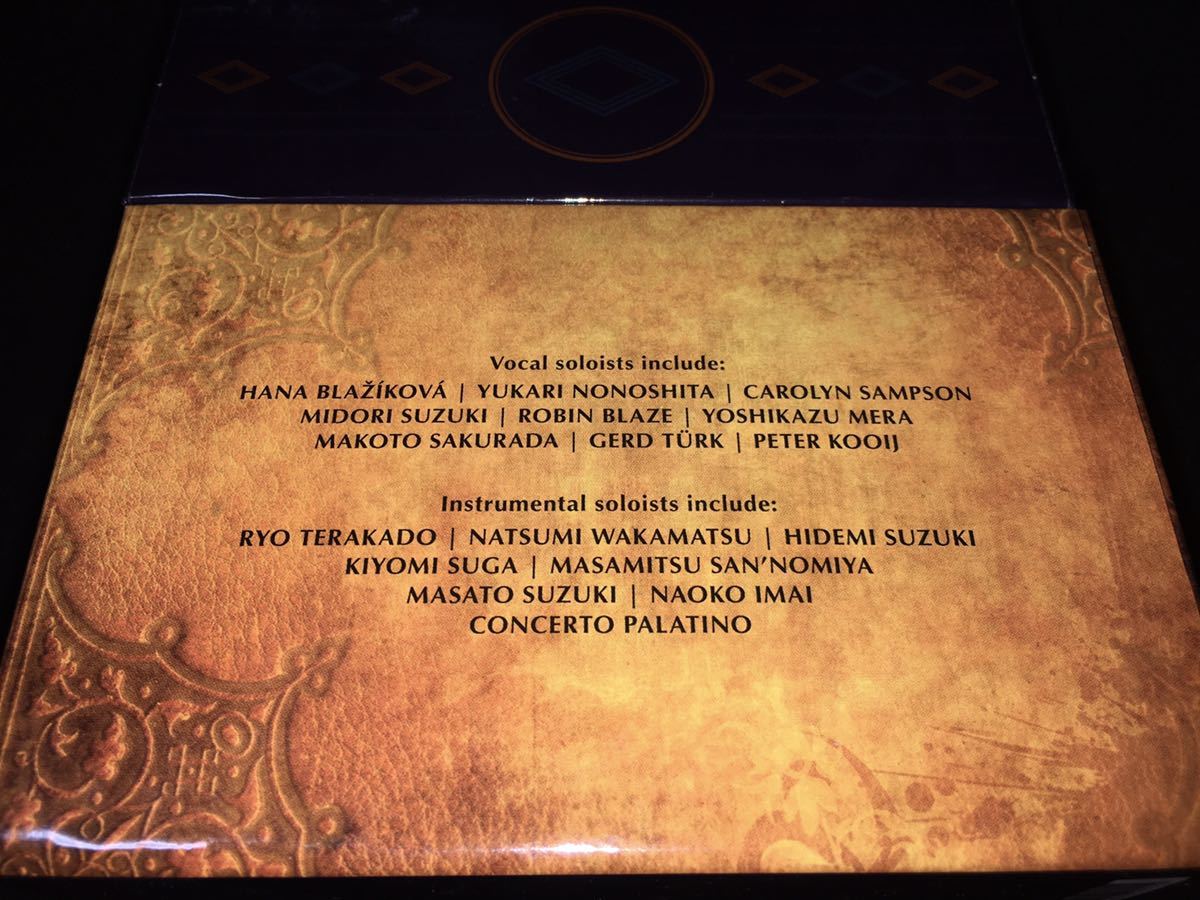 Vocal soloists include:
HANA BLAŽÍKOVÁ | YUKARI NONOSHITA | CAROLYN SAMPSON
MIDORI SUZUKI | ROBIN BLAZE | YOSHIKAZU MERA
MAKOTO SAKURADA | GERD TÜRK | PETER KOOIJ
Instrumental soloists include:
RYO TERAKADO | NATSUMI WAKAMATSU | HIDEMI SUZUKI
KIYOMI SUGA | MASAMITSU SAN'NOMIYA
MASATO SUZUKI | NAOKO IMAI
CONCERTO PALATINO